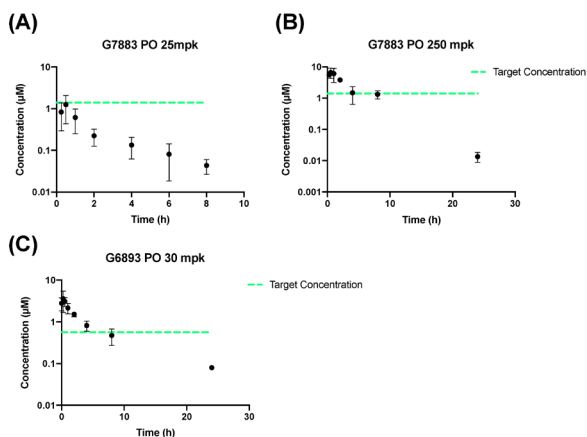 (A)
G7883 PO 25mpk
Concentration (µM)
10
1
0.1
0.01
0 2 4 6 8 10
Time (h)
(B)
G7883 PO 250 mpk
Target Concentration
Concentration (µM)
100
10
1
0.1
0.01
0.001
0 10 20 30
Time (h)
(C)
G6893 PO 30 mpk
Target Concentration
Concentration (µM)
10
1
0.1
0.01
0 10 20 30
Time (h)